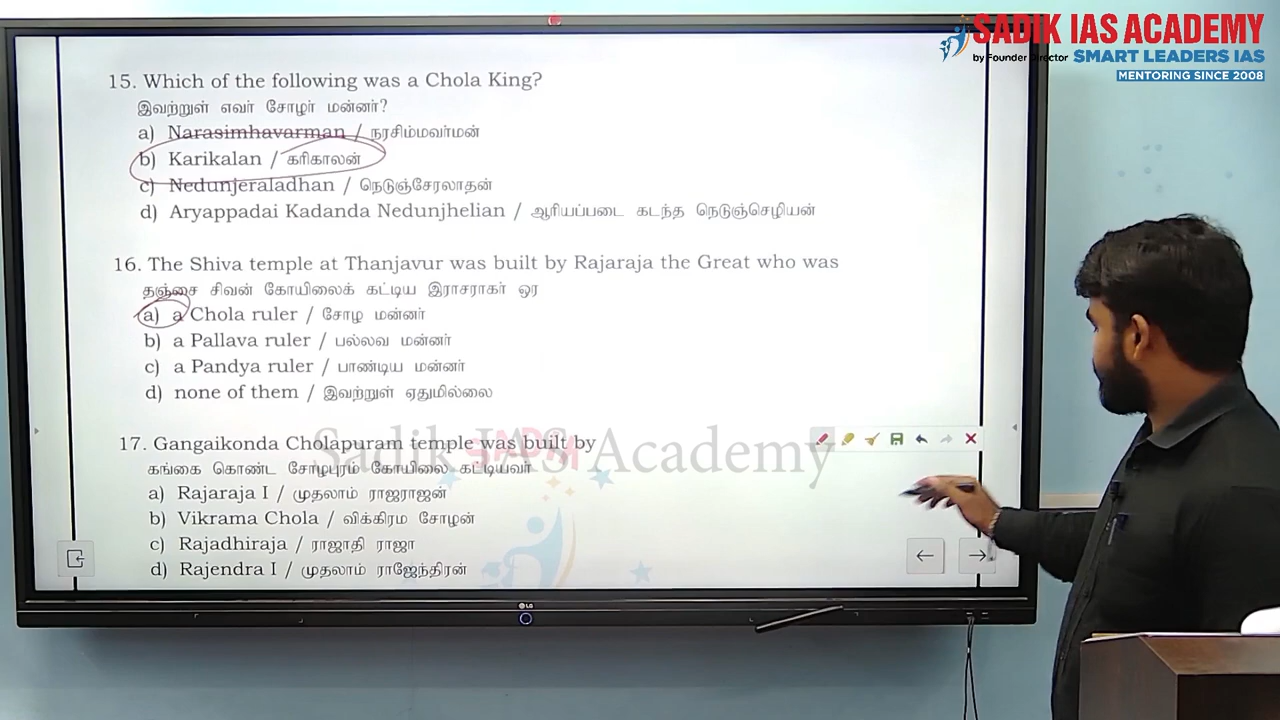 SADIK IAS ACADEMY
by Founder Director SMART LEADERS IAS
MENTORING SINCE 2008
15. Which of the following was a Chola King?
இவற்றுள் எவர் சோழர் மன்னர்?
a) Narasimhavarman / நரசிம்மவர்மன்
b) Karikalan / கரிகாலன்
c) Nedunjeraladhan / நெடுஞ்சேரலாதன்
d) Aryappadai Kadanda Nedunjhelian / ஆரியப்படை கடந்த நெடுஞ்செழியன்
16. The Shiva temple at Thanjavur was built by Rajaraja the Great who was
தஞ்சை சிவன் கோயிலைக் கட்டிய இராசராகர் ஒர
a) a Chola ruler / சோழ மன்னர்
b) a Pallava ruler / பல்லவ மன்னர்
c) a Pandya ruler / பாண்டிய மன்னர்
d) none of them / இவற்றுள் ஏதுமில்லை
17. Gangaikonda Cholapuram temple was built by
கங்கை கொண்ட சோழபுரம் கோயிலை கட்டியவர்
a) Rajaraja I / முதலாம் ராஜராஜன்
b) Vikrama Chola / விக்கிரம சோழன்
c) Rajadhiraja / ராஜாதி ராஜா
d) Rajendra I / முதலாம் ராஜேந்திரன்
Sadik IAS Academy
LG